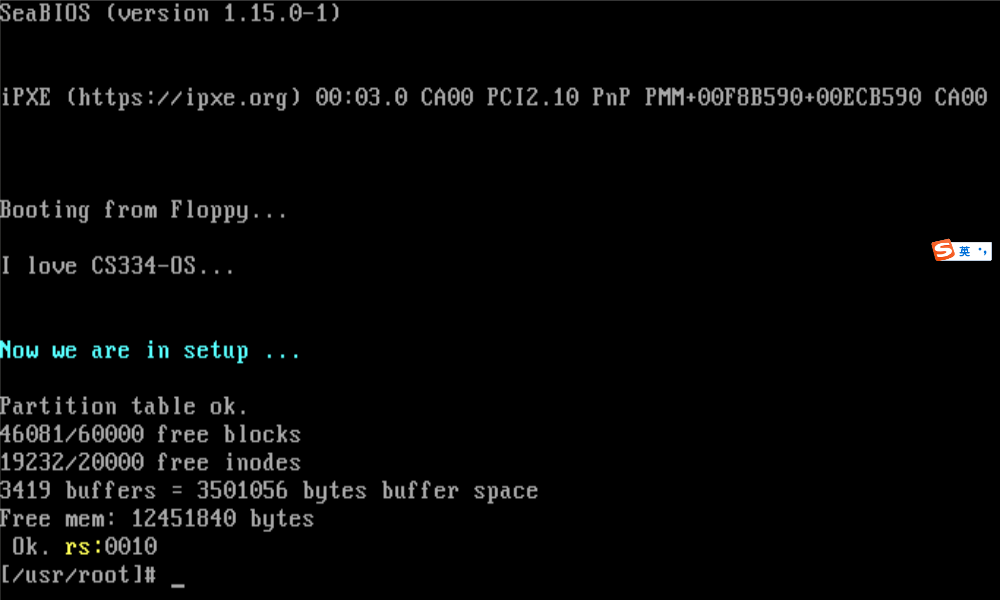 SeaBIOS (version 1.15.0-1)
iPXE (https://ipxe.org) 00:03.0 CA00 PCI2.10 PnP PMM+00F8B590+00ECB590 CA00
Booting from Floppy...
I love CS334-OS...
S 英 •,
Now we are in setup ...
Partition table ok.
46081/60000 free blocks
19232/20000 free inodes
3419 buffers = 3501056 bytes buffer space
Free mem: 12451840 bytes
 Ok. rs:0010
[/usr/root]# _